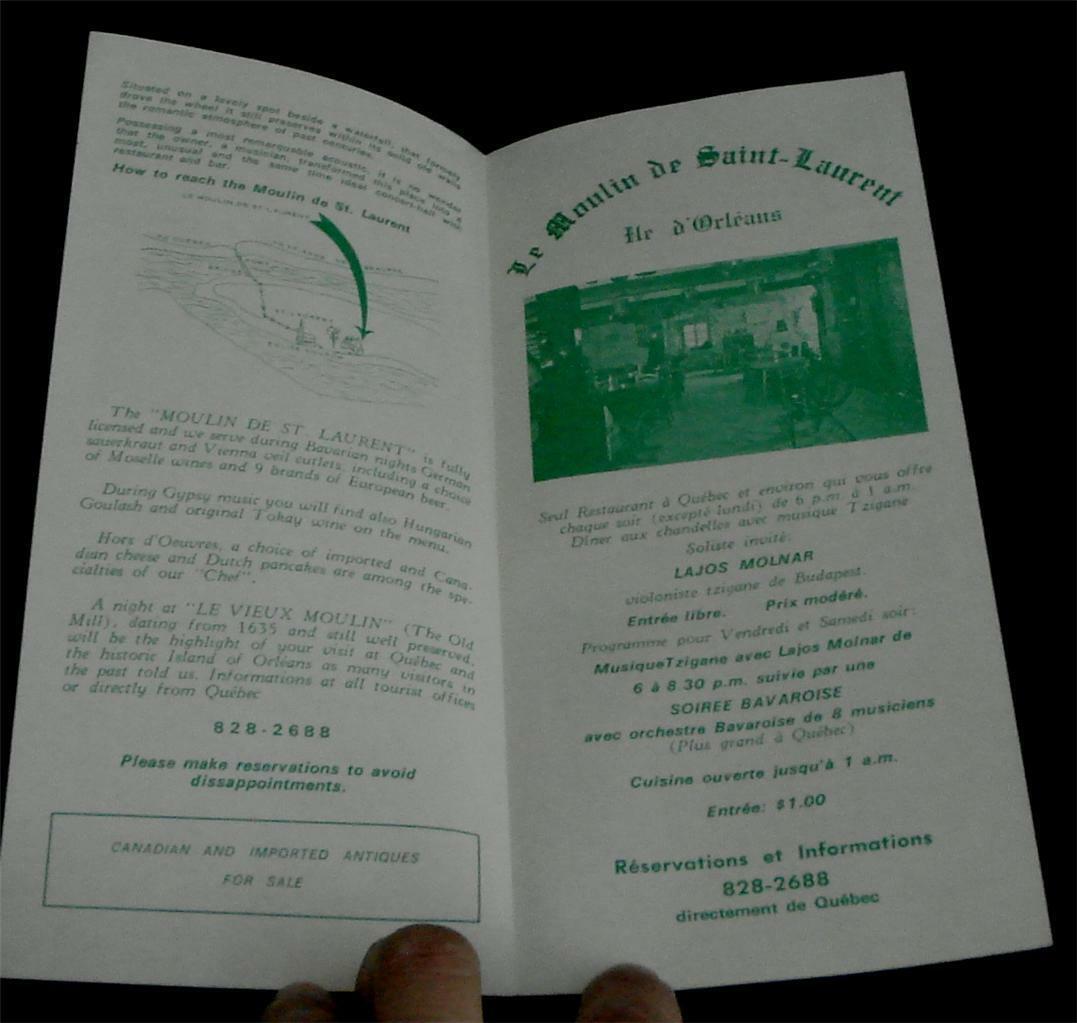 Situated on a lovely spot beside a waterfall, that formely
drove the wheel it still preserves within its solid old walls
the romantic atmosphere of past centuries.
Possessing a most remarquable acoustic, it is no wonder
that the owner, a musician, transformed this place into a
most, unusual and the same time ideal concert-hall with
restaurant and bar.
How to reach the Moulin de St. Laurent
LE MOULIN DE ST-LAURENT
ST-LAURENT
The "MOULIN DE ST. LAURENT" is fully
licensed and we serve during Bavarian nights German
sauerkraut and Vienna veil cutlets, including a choice
of Moselle wines and 9 brands of European beer.
During Gypsy music you will find also Hungarian
Goulash and original Tokay wine on the menu.
Hors d'Oeuvres, a choice of imported and Cana-
dian cheese and Dutch pancakes are among the spe-
cialties of our "Chef".
A night at "LE VIEUX MOULIN" (The Old
Mill), dating from 1635 and still well preserved,
will be the highlight of your visit at Québec and
the historic Island of Orléans as many visitors in
the past told us. Informations at all tourist offices
or directly from Québec
828-2688
Please make reservations to avoid
dissappointments.
CANADIAN AND IMPORTED ANTIQUES
FOR SALE
Le Moulin de Saint-Laurent
Ile d'Orléans
Seul Restaurant à Québec et environ qui vous offre
chaque soir (excepté lundi) de 6 p.m. à 1 a.m.
Dîner aux chandelles avec musique Tzigane
Soliste invité:
LAJOS MOLNAR
violoniste tzigane de Budapest.
Entrée libre. Prix modéré.
Programme pour Vendredi et Samedi soir:
MusiqueTzigane avec Lajos Molnar de
6 à 8.30 p.m. suivie par une
SOIREE BAVAROISE
avec orchestre Bavaroise de 8 musiciens
(Plus grand à Québec)
Cuisine ouverte jusqu'à 1 a.m.
Entrée: $1.00
Réservations et Informations
828-2688
directement de Québec